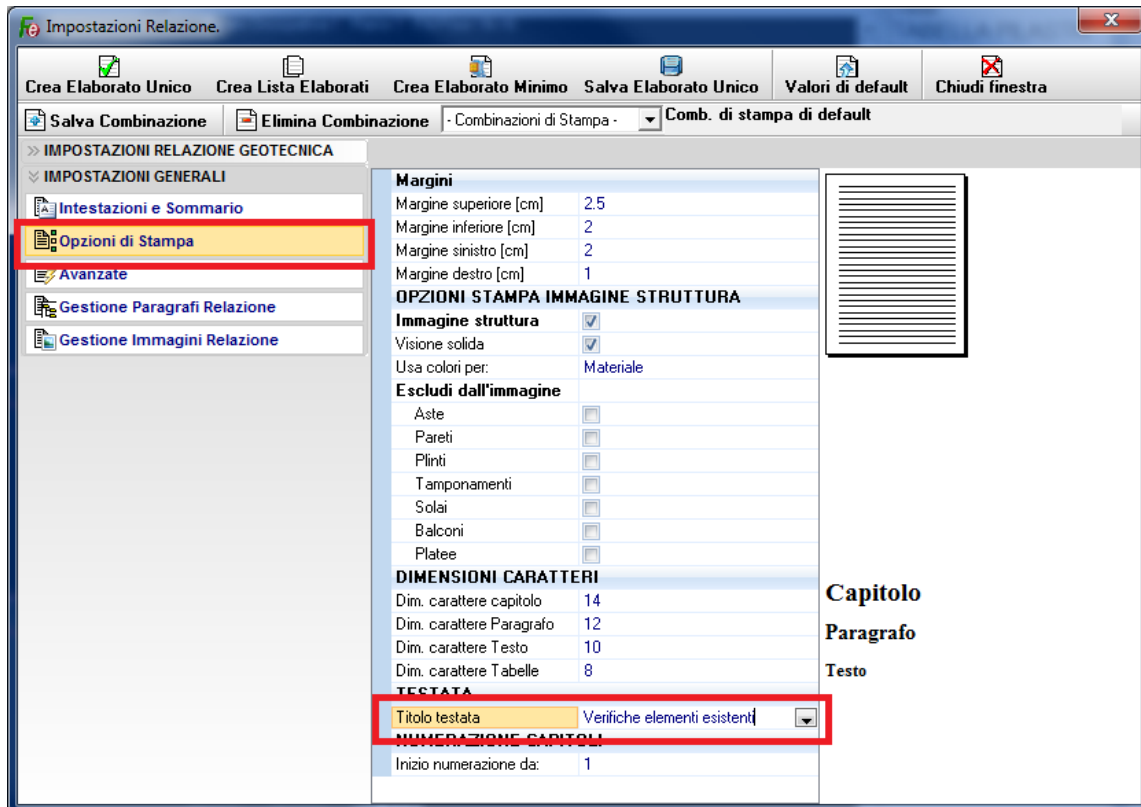 Fe Impostazioni Relazione.
Crea Elaborato Unico Crea Lista Elaborati Crea Elaborato Minimo Salva Elaborato Unico Valori di default Chiudi finestra
Salva Combinazione Elimina Combinazione - Combinazioni di Stampa - Comb. di stampa di default
IMPOSTAZIONI RELAZIONE GEOTECNICA
IMPOSTAZIONI GENERALI
Intestazioni e Sommario
Opzioni di Stampa
Avanzate
Gestione Paragrafi Relazione
Gestione Immagini Relazione
Margini
Margine superiore [cm] 2.5
Margine inferiore [cm] 2
Margine sinistro [cm] 2
Margine destro [cm] 1
OPZIONI STAMPA IMMAGINE STRUTTURA
Immagine struttura
Visione solida
Usa colori per: Materiale
Escludi dall'immagine
Aste
Pareti
Plinti
Tamponamenti
Solai
Balconi
Platee
DIMENSIONI CARATTERI
Dim. carattere capitolo 14
Dim. carattere Paragrafo 12
Dim. carattere Testo 10
Dim. carattere Tabelle 8
TESTATA
Titolo testata Verifiche elementi esistenti
NUMERAZIONE CAPITOLI
Inizio numerazione da: 1
Capitolo
Paragrafo
Testo